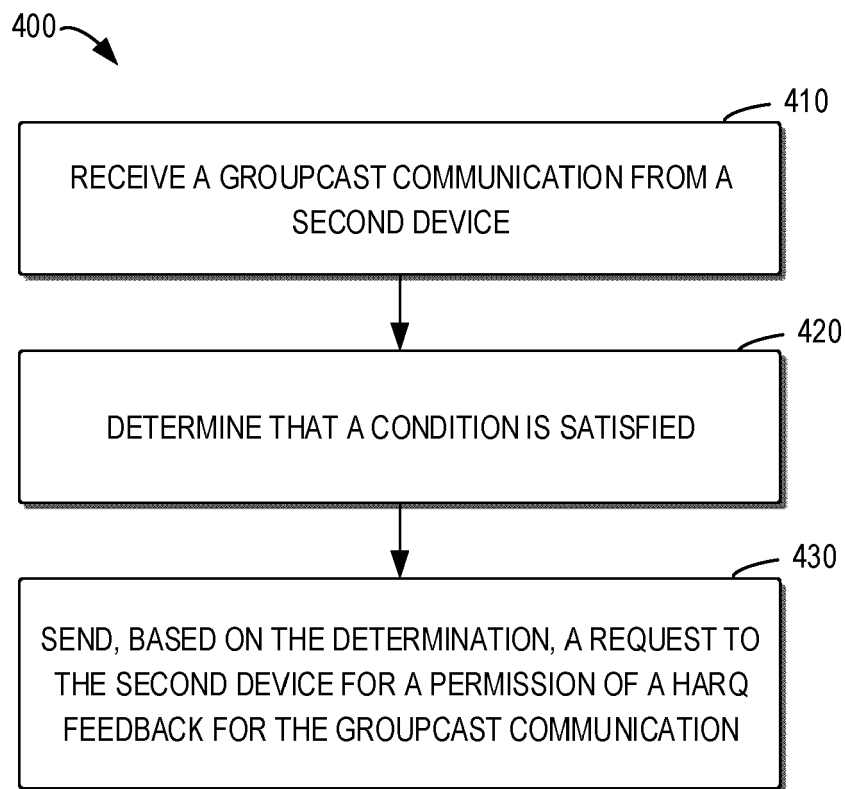 400
410
RECEIVE A GROUPCAST COMMUNICATION FROM A
SECOND DEVICE
420
DETERMINE THAT A CONDITION IS SATISFIED
430
SEND, BASED ON THE DETERMINATION, A REQUEST TO
THE SECOND DEVICE FOR A PERMISSION OF A HARQ
FEEDBACK FOR THE GROUPCAST COMMUNICATION